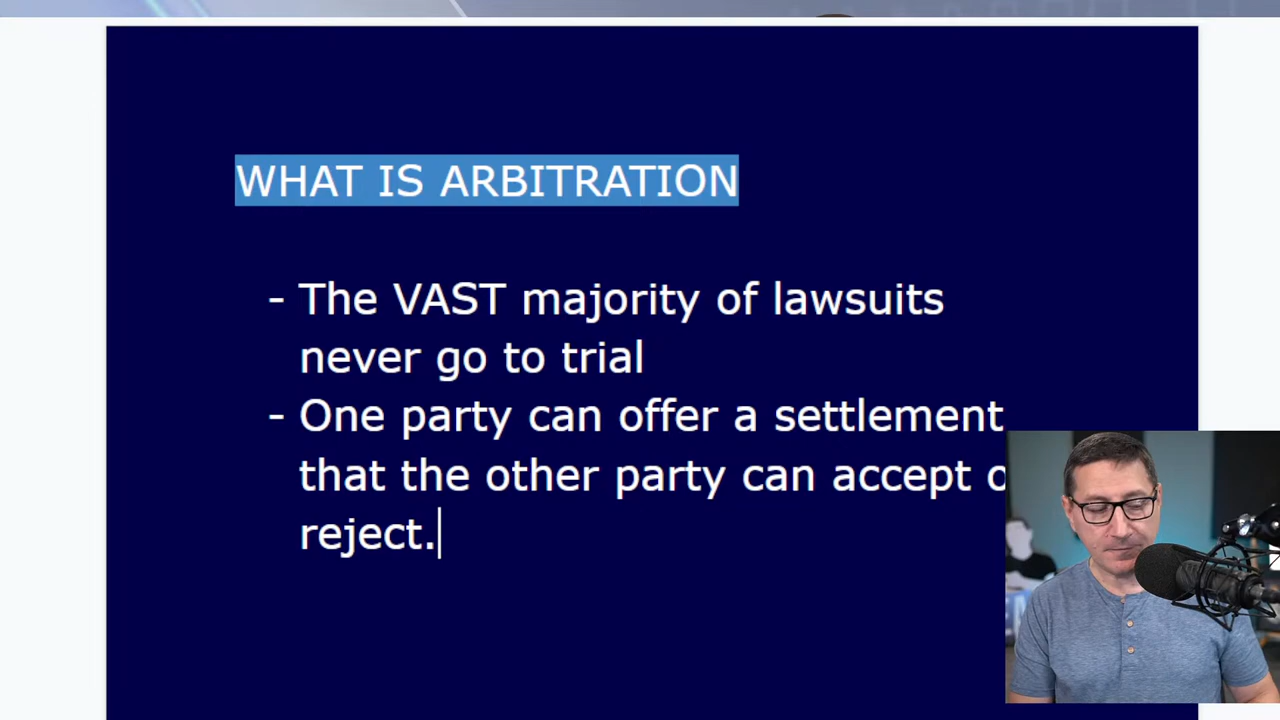 WHAT IS ARBITRATION
- The VAST majority of lawsuits
never go to trial
- One party can offer a settlement
that the other party can accept
reject.